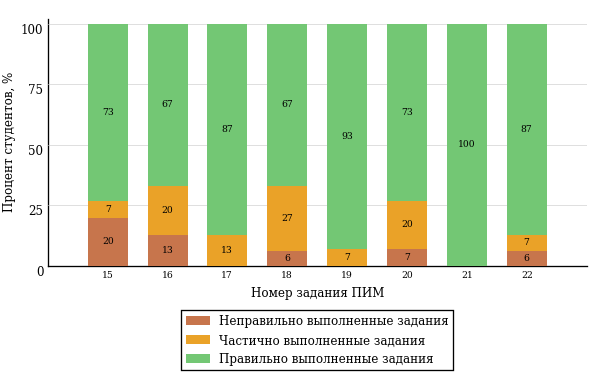 Процент студентов, %
100
75
50
25
0
73 67 87 67 93 73 100 87
7 20 13 27 7 20 7
20 13 6 7 6
15 16 17 18 19 20 21 22
Номер задания ПИМ
Неправильно выполненные задания
Частично выполненные задания
Правильно выполненные задания